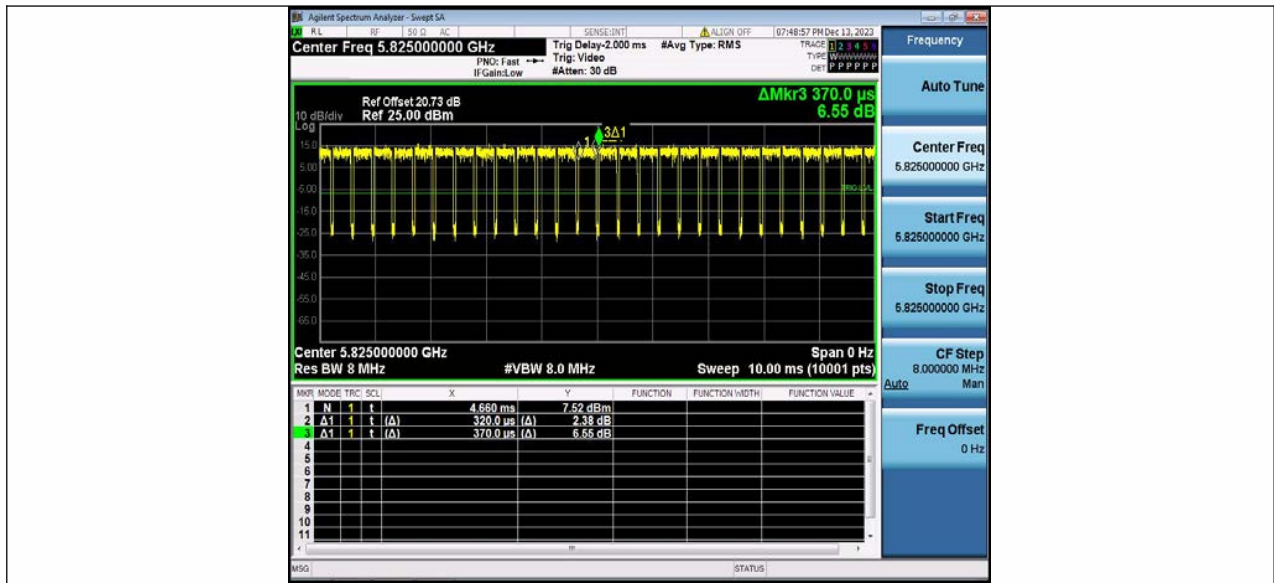 Agilent Spectrum Analyzer - Swept SA
RL RF 50 Ω AC SENSE:INT ALIGN OFF 07:48:57 PM Dec 13, 2023
Center Freq 5.825000000 GHz
PNO: Fast
IFGain:Low
Trig Delay-2.000 ms
Trig: Video
#Atten: 30 dB
#Avg Type: RMS
TRACE 1 2 3 4 5 6
TYPE WWWWWW
DET P P P P P P
ΔMkr3 370.0 µs
6.55 dB
Ref Offset 20.73 dB
10 dB/div Ref 25.00 dBm
Log
15.0
5.00
-5.00
-15.0
-25.0
-35.0
-45.0
-55.0
-65.0
1
3Δ1
TRIG LVL
Center 5.825000000 GHz Span 0 Hz
Res BW 8 MHz #VBW 8.0 MHz Sweep 10.00 ms (10001 pts)
MKR MODE TRC SCL X Y FUNCTION FUNCTION WIDTH FUNCTION VALUE
1 N 1 t 4.660 ms 7.52 dBm
2 Δ1 1 t (Δ) 320.0 µs (Δ) 2.38 dB
3 Δ1 1 t (Δ) 370.0 µs (Δ) 6.55 dB
4
5
6
7
8
9
10
11
MSG STATUS
Frequency
Auto Tune
Center Freq
5.825000000 GHz
Start Freq
5.825000000 GHz
Stop Freq
5.825000000 GHz
CF Step
8.000000 MHz
Auto Man
Freq Offset
0 Hz